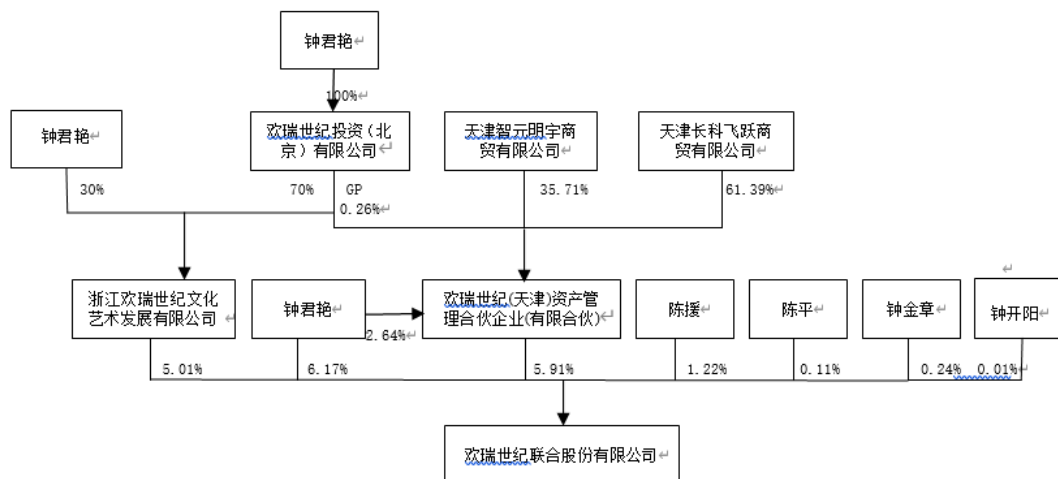 钟君艳
100%
钟君艳
欢瑞世纪投资(北
京)有限公司
天津智元明宇商
贸有限公司
天津长科飞跃商
贸有限公司
30%
70%
GP
0.26%
35.71%
61.39%
浙江欢瑞世纪文化
艺术发展有限公司
钟君艳
2.64%
欢瑞世纪(天津)资产管
理合伙企业(有限合伙)
陈援
陈平
钟金章
钟开阳
5.01%
6.17%
5.91%
1.22%
0.11%
0.24%
0.01%
欢瑞世纪联合股份有限公司